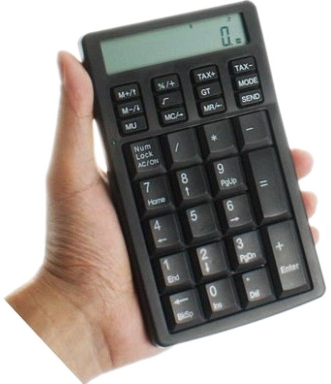 0.
M+/↑ %/+ TAX+ TAX-
M-/↓ √ GT MODE
MU MC/→ MR/← SEND
Num Lock AC/ON / * -
7 Home 8 ↑ 9 PgUp =
4 ← 5 6 →
1 End 2 ↓ 3 PgDn + Enter
← BkSp 0 Ins . Del